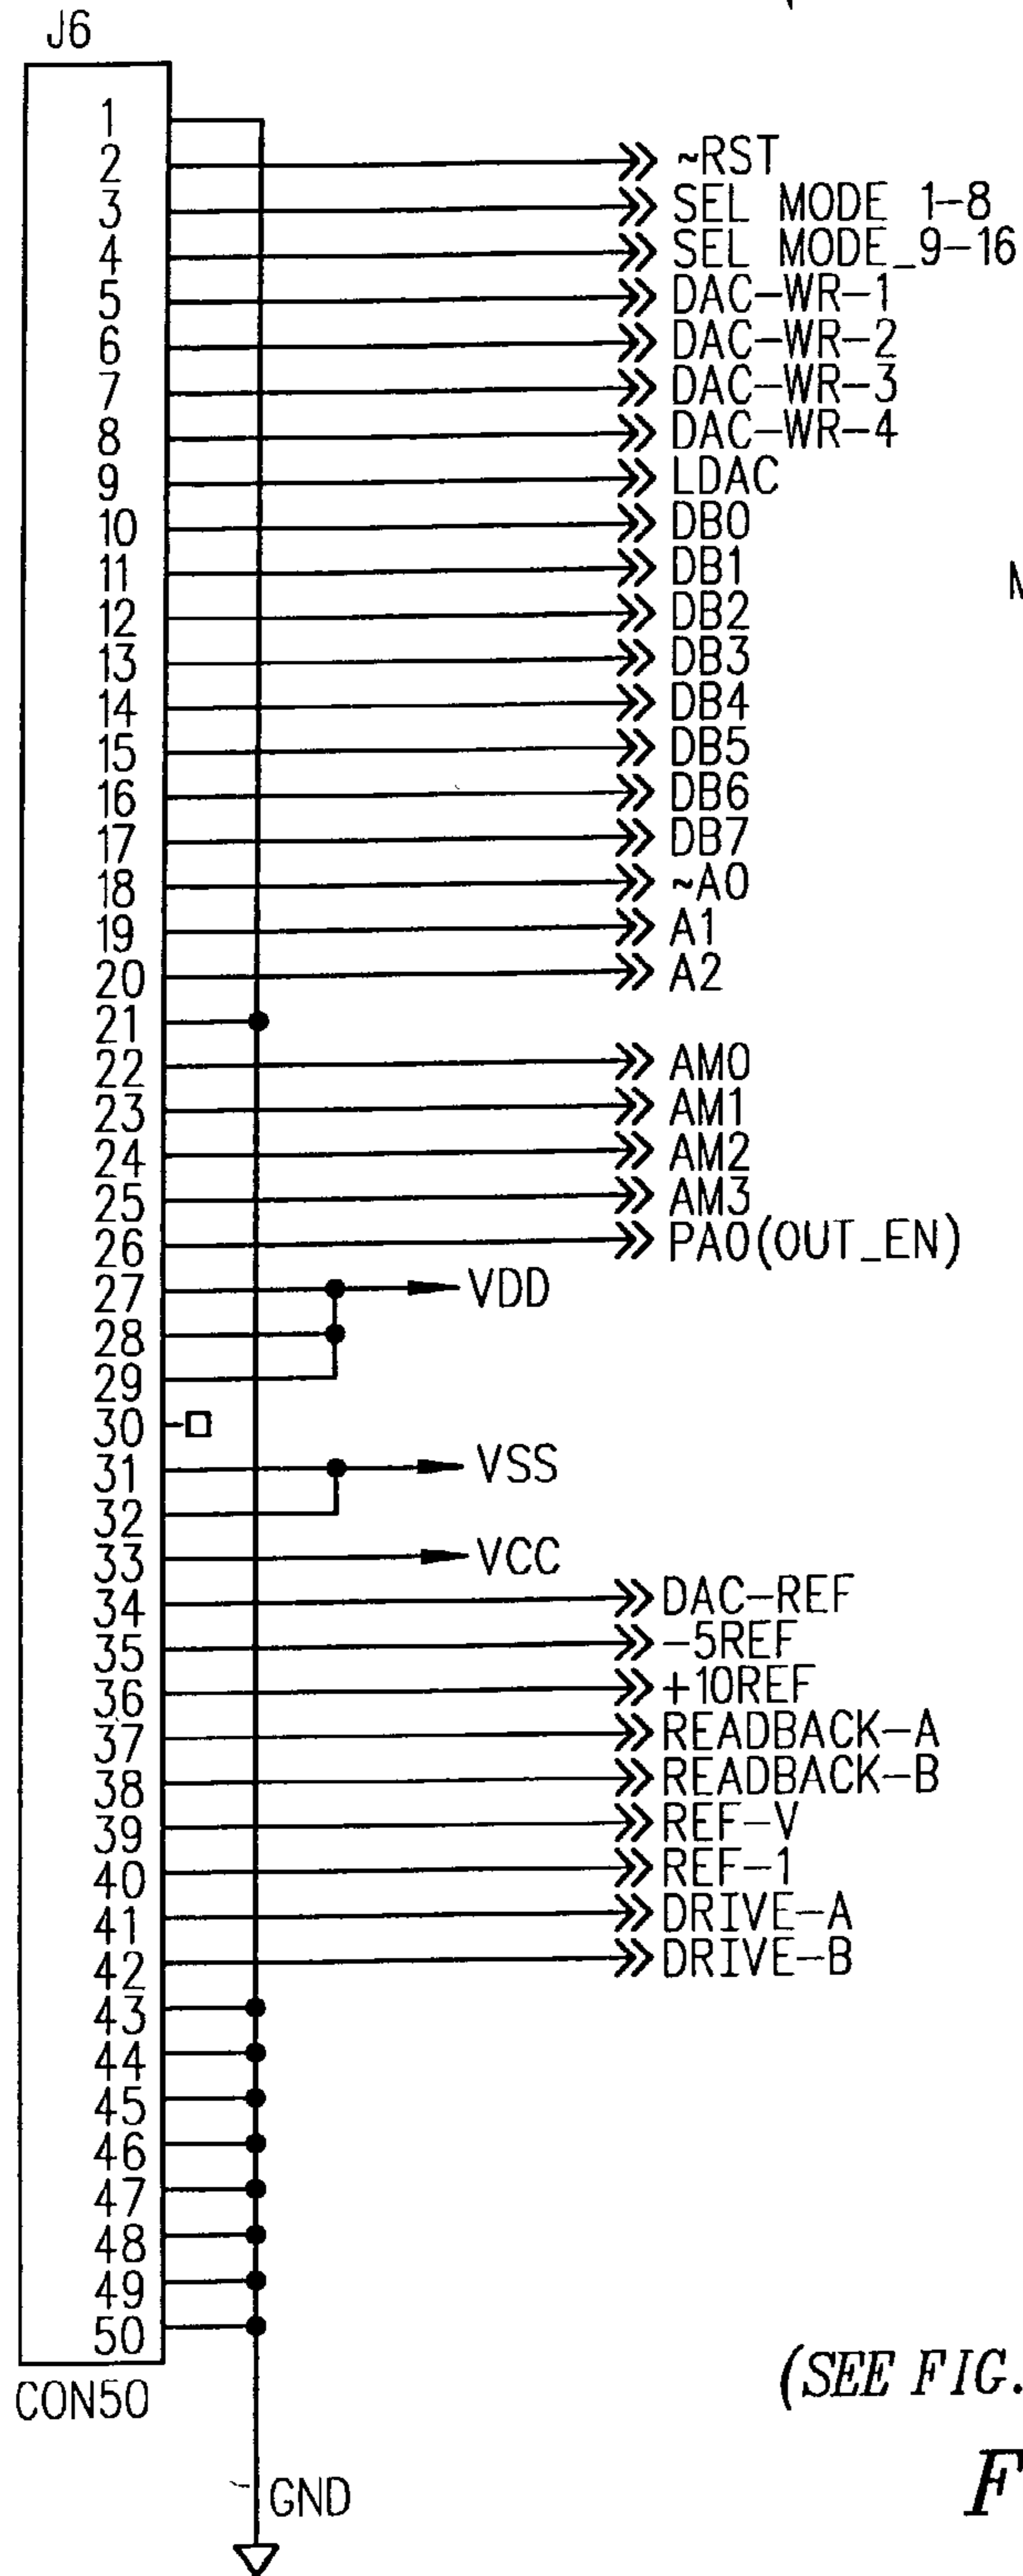 J6
1
2 ~RST
3 SEL MODE 1-8
4 SEL MODE_9-16
5 DAC-WR-1
6 DAC-WR-2
7 DAC-WR-3
8 DAC-WR-4
9 LDAC
10 DB0
11 DB1
12 DB2
13 DB3
14 DB4
15 DB5
16 DB6
17 DB7
18 ~A0
19 A1
20 A2
21
22 AM0
23 AM1
24 AM2
25 AM3
26 PA0(OUT_EN)
27 VDD
28
29
30
31 VSS
32
33 VCC
34 DAC-REF
35 -5REF
36 +10REF
37 READBACK-A
38 READBACK-B
39 REF-V
40 REF-1
41 DRIVE-A
42 DRIVE-B
43
44
45
46
47
48
49
50
CON50
(SEE FIG.
F
GND